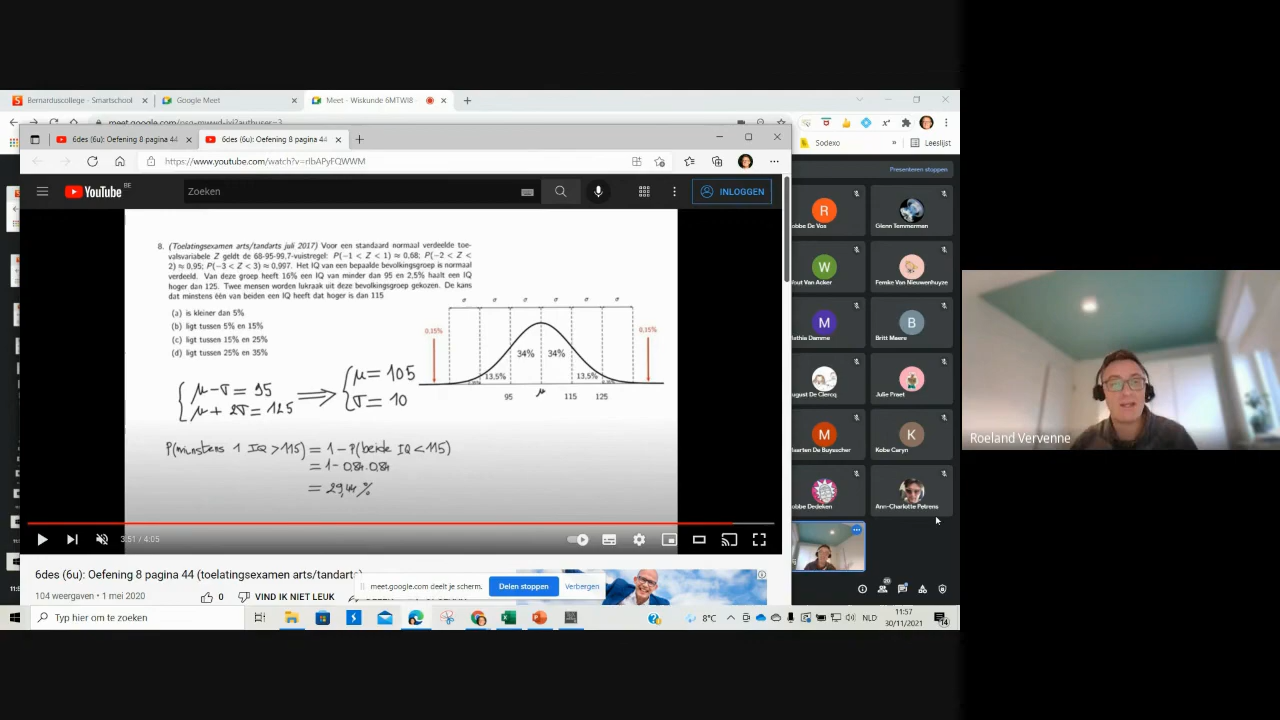 Bernarduscollege - Smartschool
Google Meet
Meet - Wiskunde 6MTWI8
6des (6u): Oefening 8 pagina 44
6des (6u): Oefening 8 pagina 44
https://www.youtube.com/watch?v=rlbAPyFQWWM
Sodexo
Leeslijst
YouTube BE
Zoeken
INLOGGEN
Presenteren stoppen
8. (Toelatingsexamen arts/tandarts juli 2017) Voor een standaard normaal verdeelde toe-
valsvariabele Z geldt de 68-95-99.7-vuistregel: P(−1 < Z < 1) ≈ 0,68; P(−2 < Z <
2) ≈ 0,95; P(−3 < Z < 3) ≈ 0,997. Het IQ van een bepaalde bevolkingsgroep is normaal
verdeeld. Van deze groep heeft 16% een IQ van minder dan 95 en 2,5% haalt een IQ
hoger dan 125. Twee mensen worden lukraak uit deze bevolkingsgroep gekozen. De kans
dat minstens één van beiden een IQ heeft dat hoger is dan 115
(a) is kleiner dan 5%
(b) ligt tussen 5% en 15%
(c) ligt tussen 15% en 25%
(d) ligt tussen 25% en 35%
σ σ σ σ σ σ
0.15% 0.15%
34% 34%
13,5% 13,5%
95 μ 115 125
μ − σ = 95
μ + 2σ = 125
⟹
μ = 105
σ = 10
P(minstens 1 IQ > 115) = 1 − P(beide IQ < 115)
= 1 − 0,84 . 0,84
= 29,44 %
3:51 / 4:05
6des (6u): Oefening 8 pagina 44 (toelatingsexamen arts/tandarts)
104 weergaven • 1 mei 2020
0
VIND IK NIET LEUK
meet.google.com deelt je scherm.
Delen stoppen
Verbergen
R
Glenn Temmerman
W
Femke Van Nieuwenhuyze
M
B
Britt Maere
Julie Praet
M
K
Kobe Caryn
Ann-Charlotte Petrens
Roeland Vervenne
Typ hier om te zoeken
8°C
NLD
11:57
30/11/2021